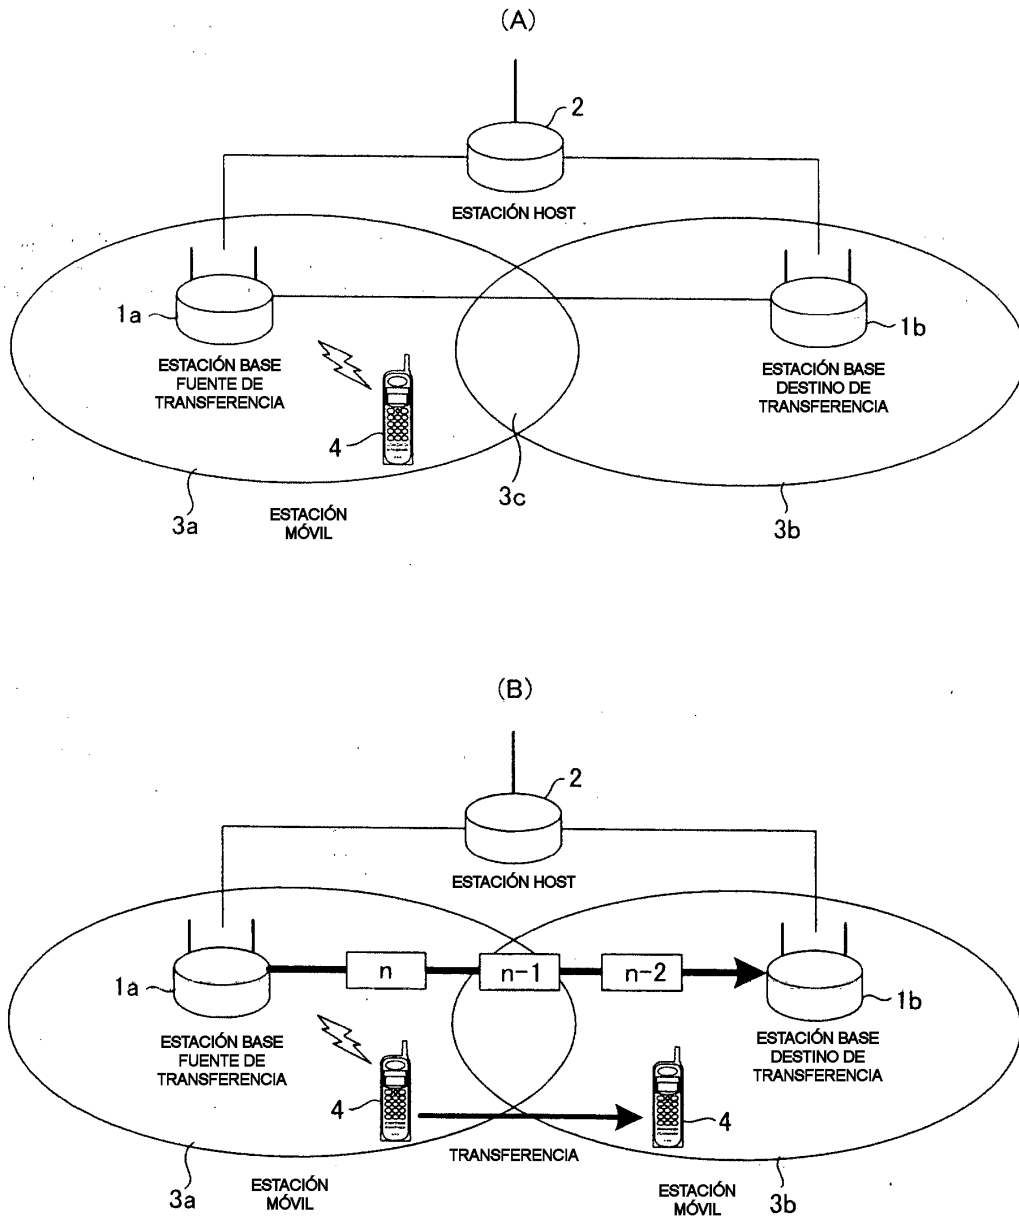 (A)
2
ESTACIÓN HOST
1a
1b
ESTACIÓN BASE
FUENTE DE
TRANSFERENCIA
ESTACIÓN BASE
DESTINO DE
TRANSFERENCIA
4
3a
ESTACIÓN
MÓVIL
3c
3b
(B)
2
ESTACIÓN HOST
n
n-1
n-2
1a
1b
ESTACIÓN BASE
FUENTE DE
TRANSFERENCIA
ESTACIÓN BASE
DESTINO DE
TRANSFERENCIA
4
4
TRANSFERENCIA
3a
ESTACIÓN
MÓVIL
ESTACIÓN
MÓVIL
3b